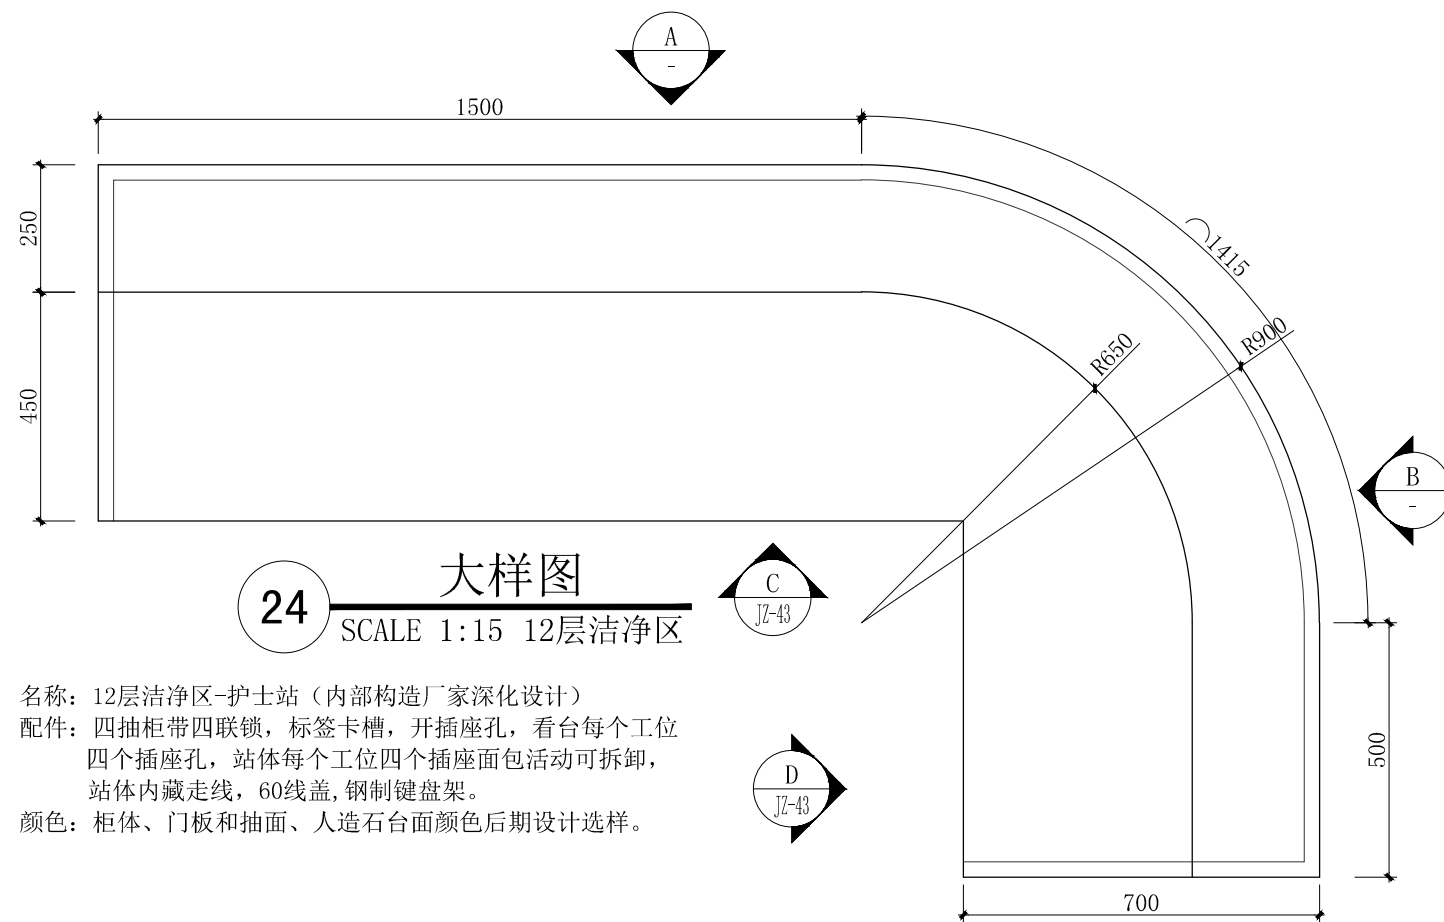 A
-
1500
250
1415
R900
R650
450
B
-
大样图
24
SCALE 1:15 12层洁净区
C
JZ-43
名称：12层洁净区-护士站（内部构造厂家深化设计）
配件：四抽柜带四联锁，标签卡槽，开插座孔，看台每个工位
四个插座孔，站体每个工位四个插座面包活动可拆卸，
站体内藏走线，60线盖,钢制键盘架。
颜色：柜体、门板和抽面、人造石台面颜色后期设计选样。
D
JZ-43
500
700